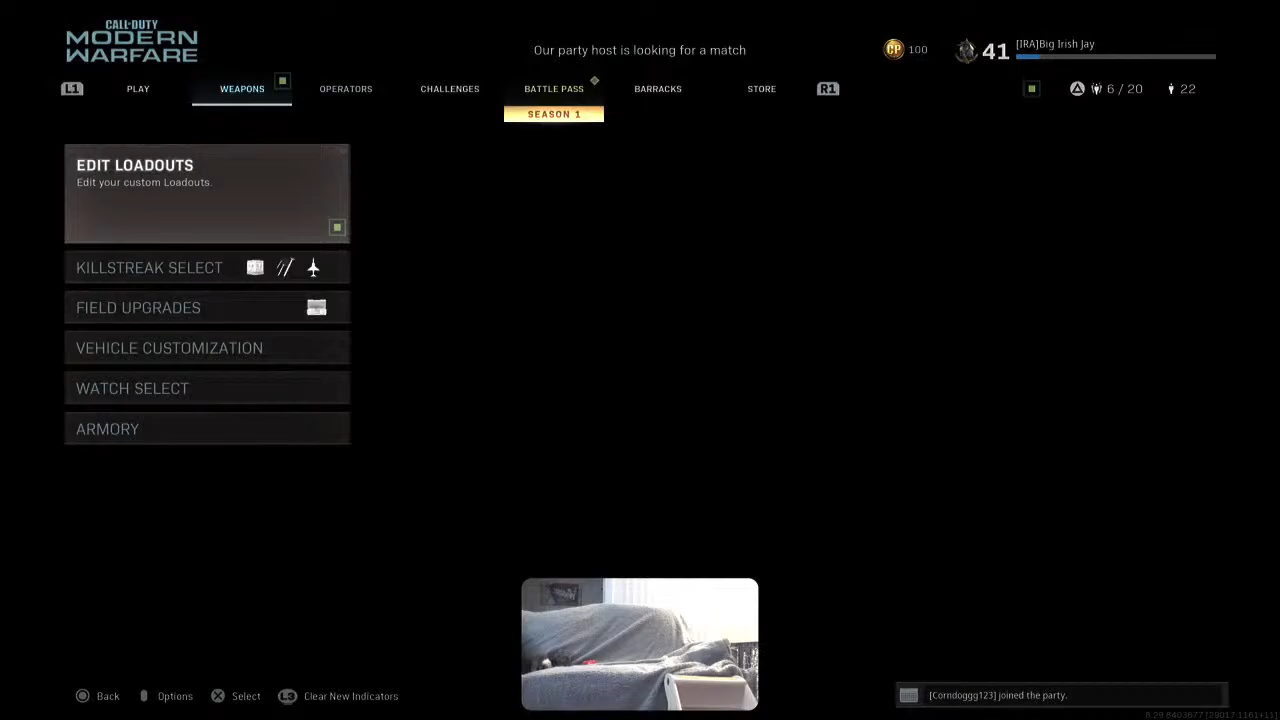 CALL OF DUTY
MODERN
WARFARE
Our party host is looking for a match
CP 100
41 [IRA]Big Irish Jay
L1 PLAY WEAPONS OPERATORS CHALLENGES BATTLE PASS BARRACKS STORE R1 6 / 20 22
SEASON 1
EDIT LOADOUTS
Edit your custom Loadouts.
KILLSTREAK SELECT
FIELD UPGRADES
VEHICLE CUSTOMIZATION
WATCH SELECT
ARMORY
Back Options Select L3 Clear New Indicators
[Corndoggg123] joined the party.